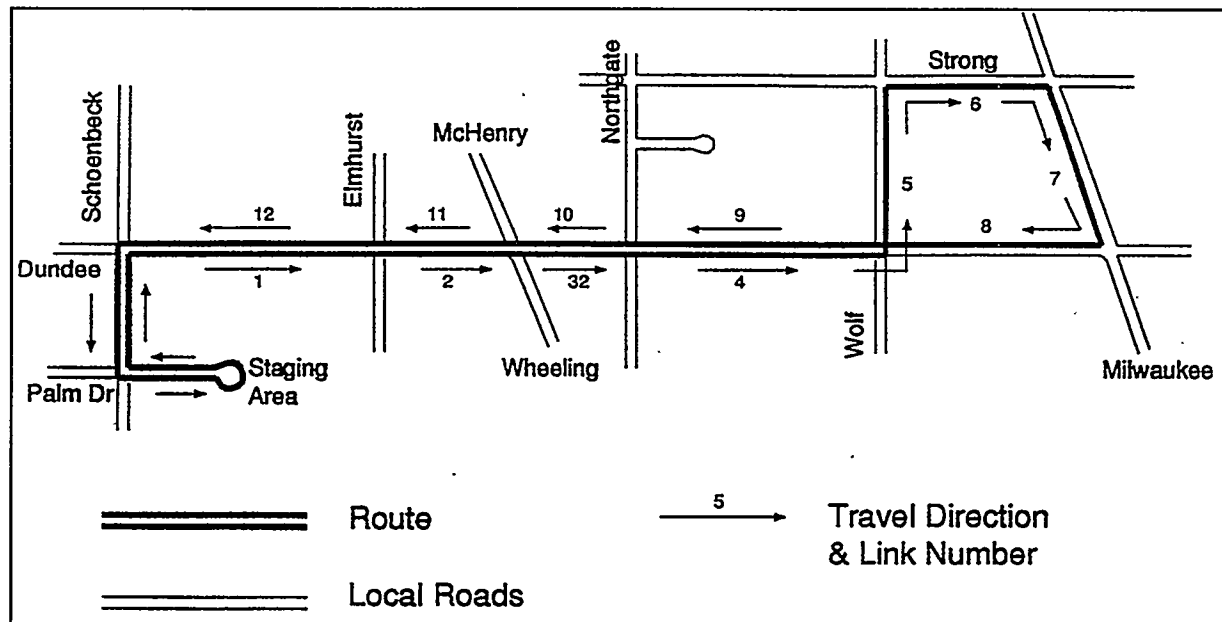 Strong
Northgate
6
Schoenbeck
McHenry
Elmhurst
5
7
12
11
10
9
8
Dundee
1
2
32
4
Wolf
Staging
Area
Wheeling
Milwaukee
Palm Dr
Route
5
Travel Direction
& Link Number
Local Roads